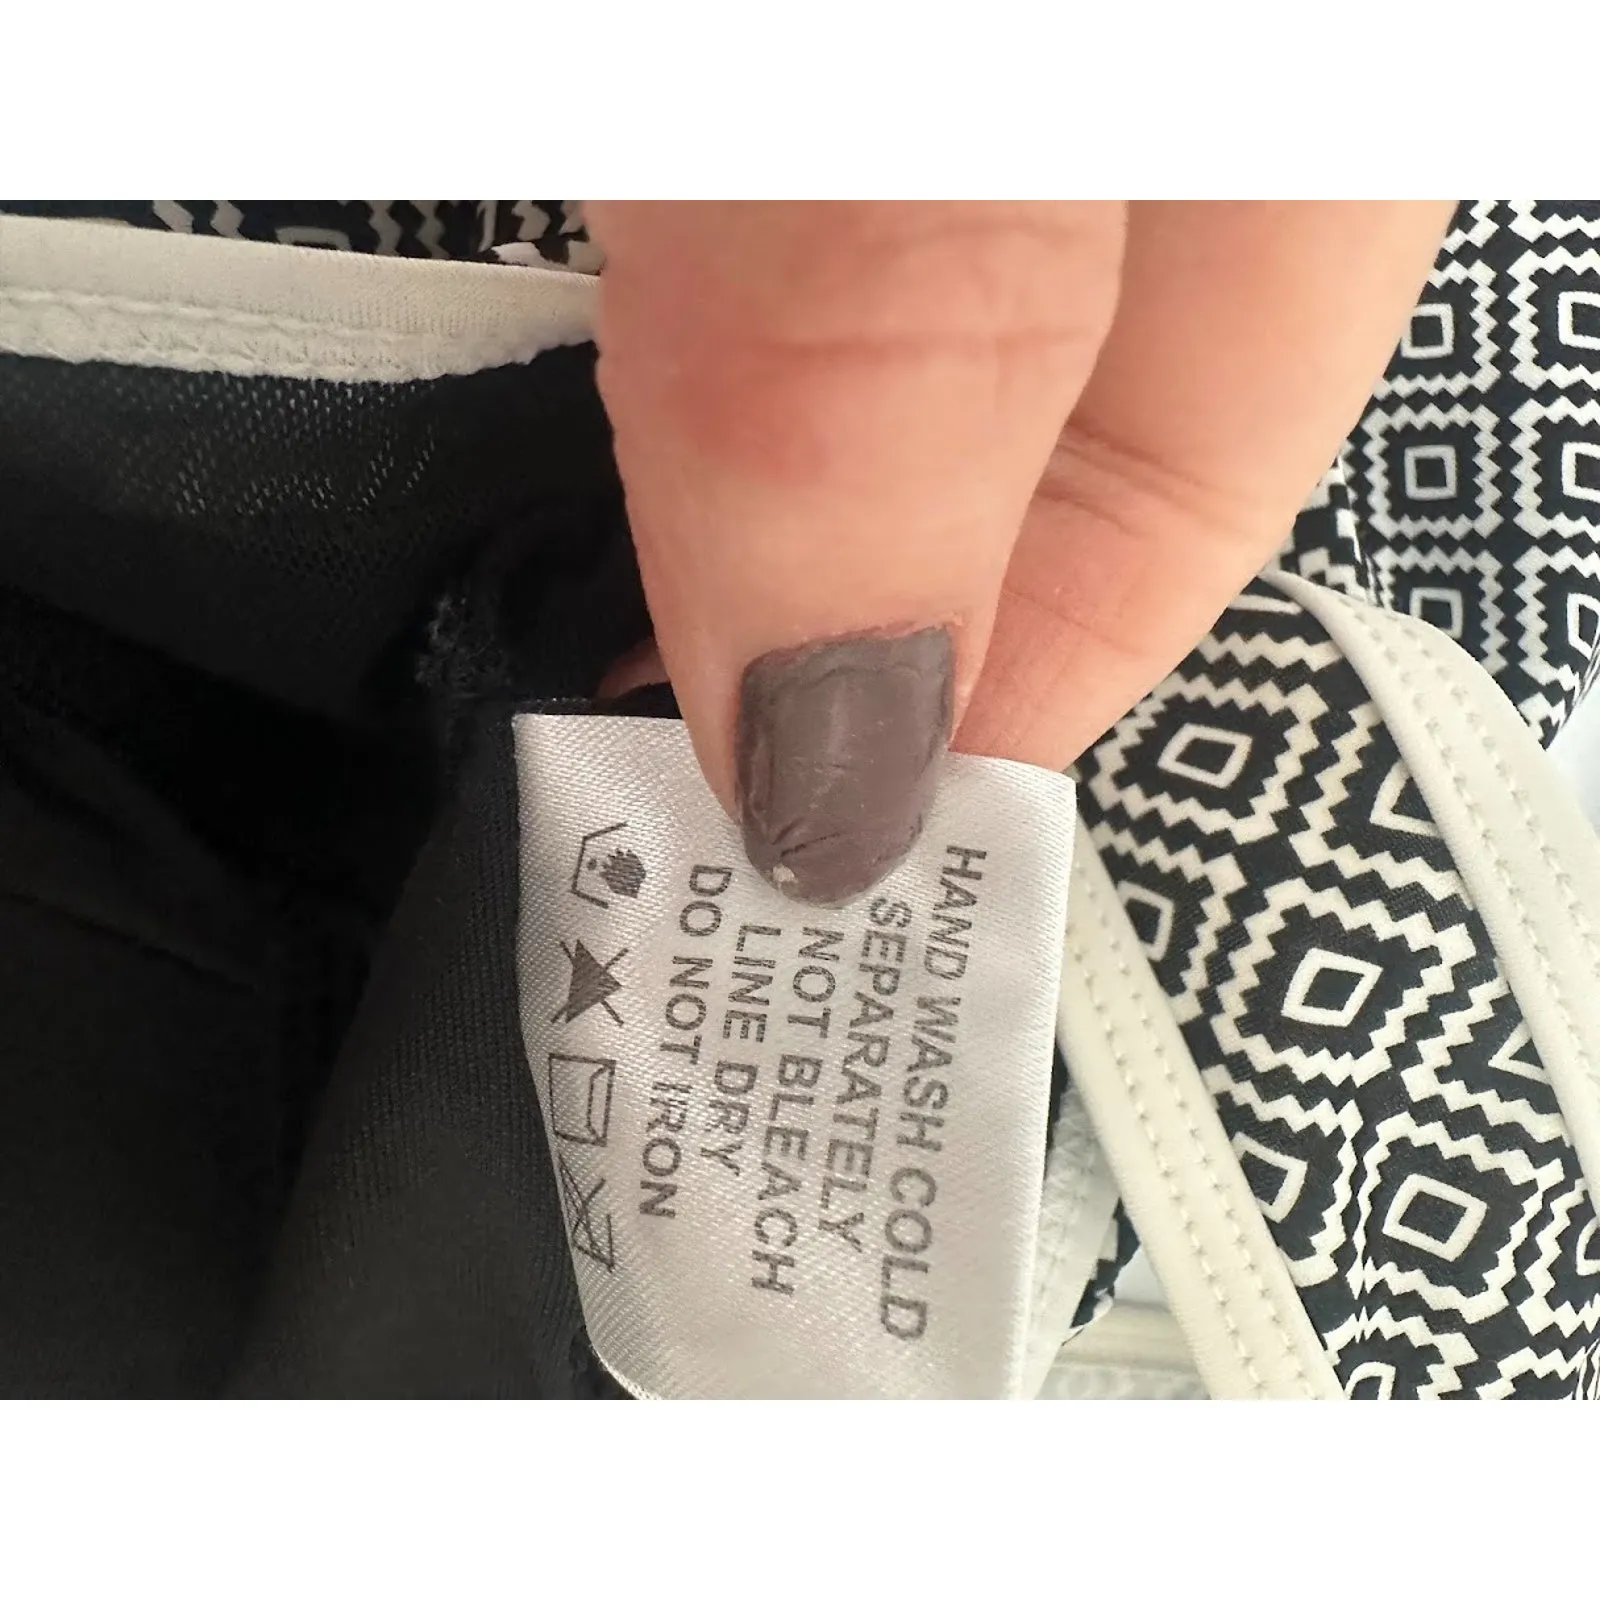 HAND WASH COLD
SEPARATELY
NOT BLEACH
LINE DRY
DO NOT IRON